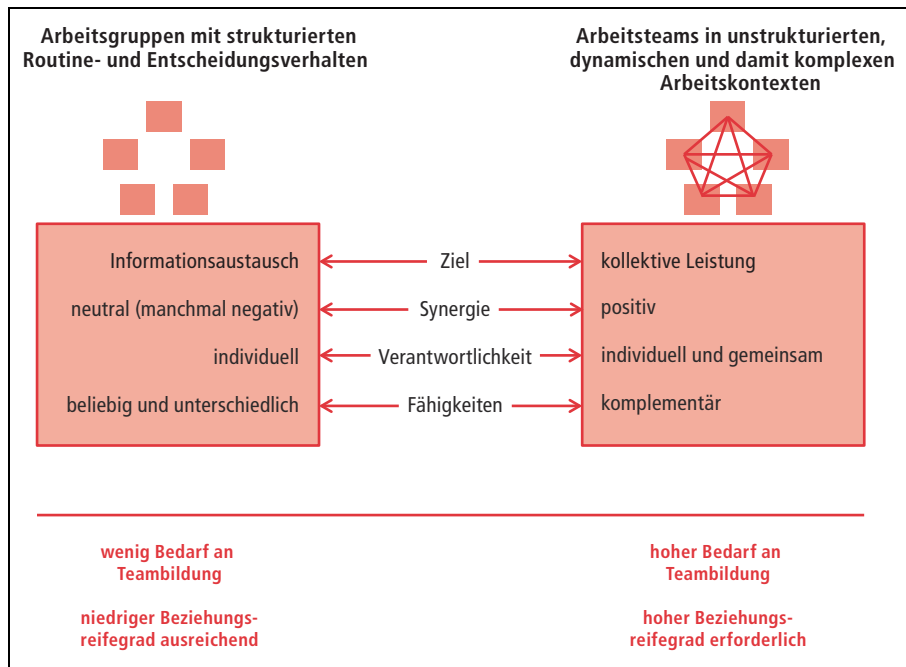 Arbeitsgruppen mit strukturierten
Routine- und Entscheidungsverhalten
Arbeitsteams in unstrukturierten,
dynamischen und damit komplexen
Arbeitskontexten
Informationsaustausch
Ziel
kollektive Leistung
neutral (manchmal negativ)
Synergie
positiv
individuell
Verantwortlichkeit
individuell und gemeinsam
beliebig und unterschiedlich
Fähigkeiten
komplementär
wenig Bedarf an
Teambildung
niedriger Beziehungs-
reifegrad ausreichend
hoher Bedarf an
Teambildung
hoher Beziehungs-
reifegrad erforderlich